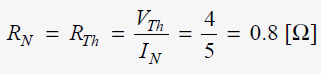 R_N = R_Th = V_Th / I_N = 4 / 5 = 0.8 [Ω]